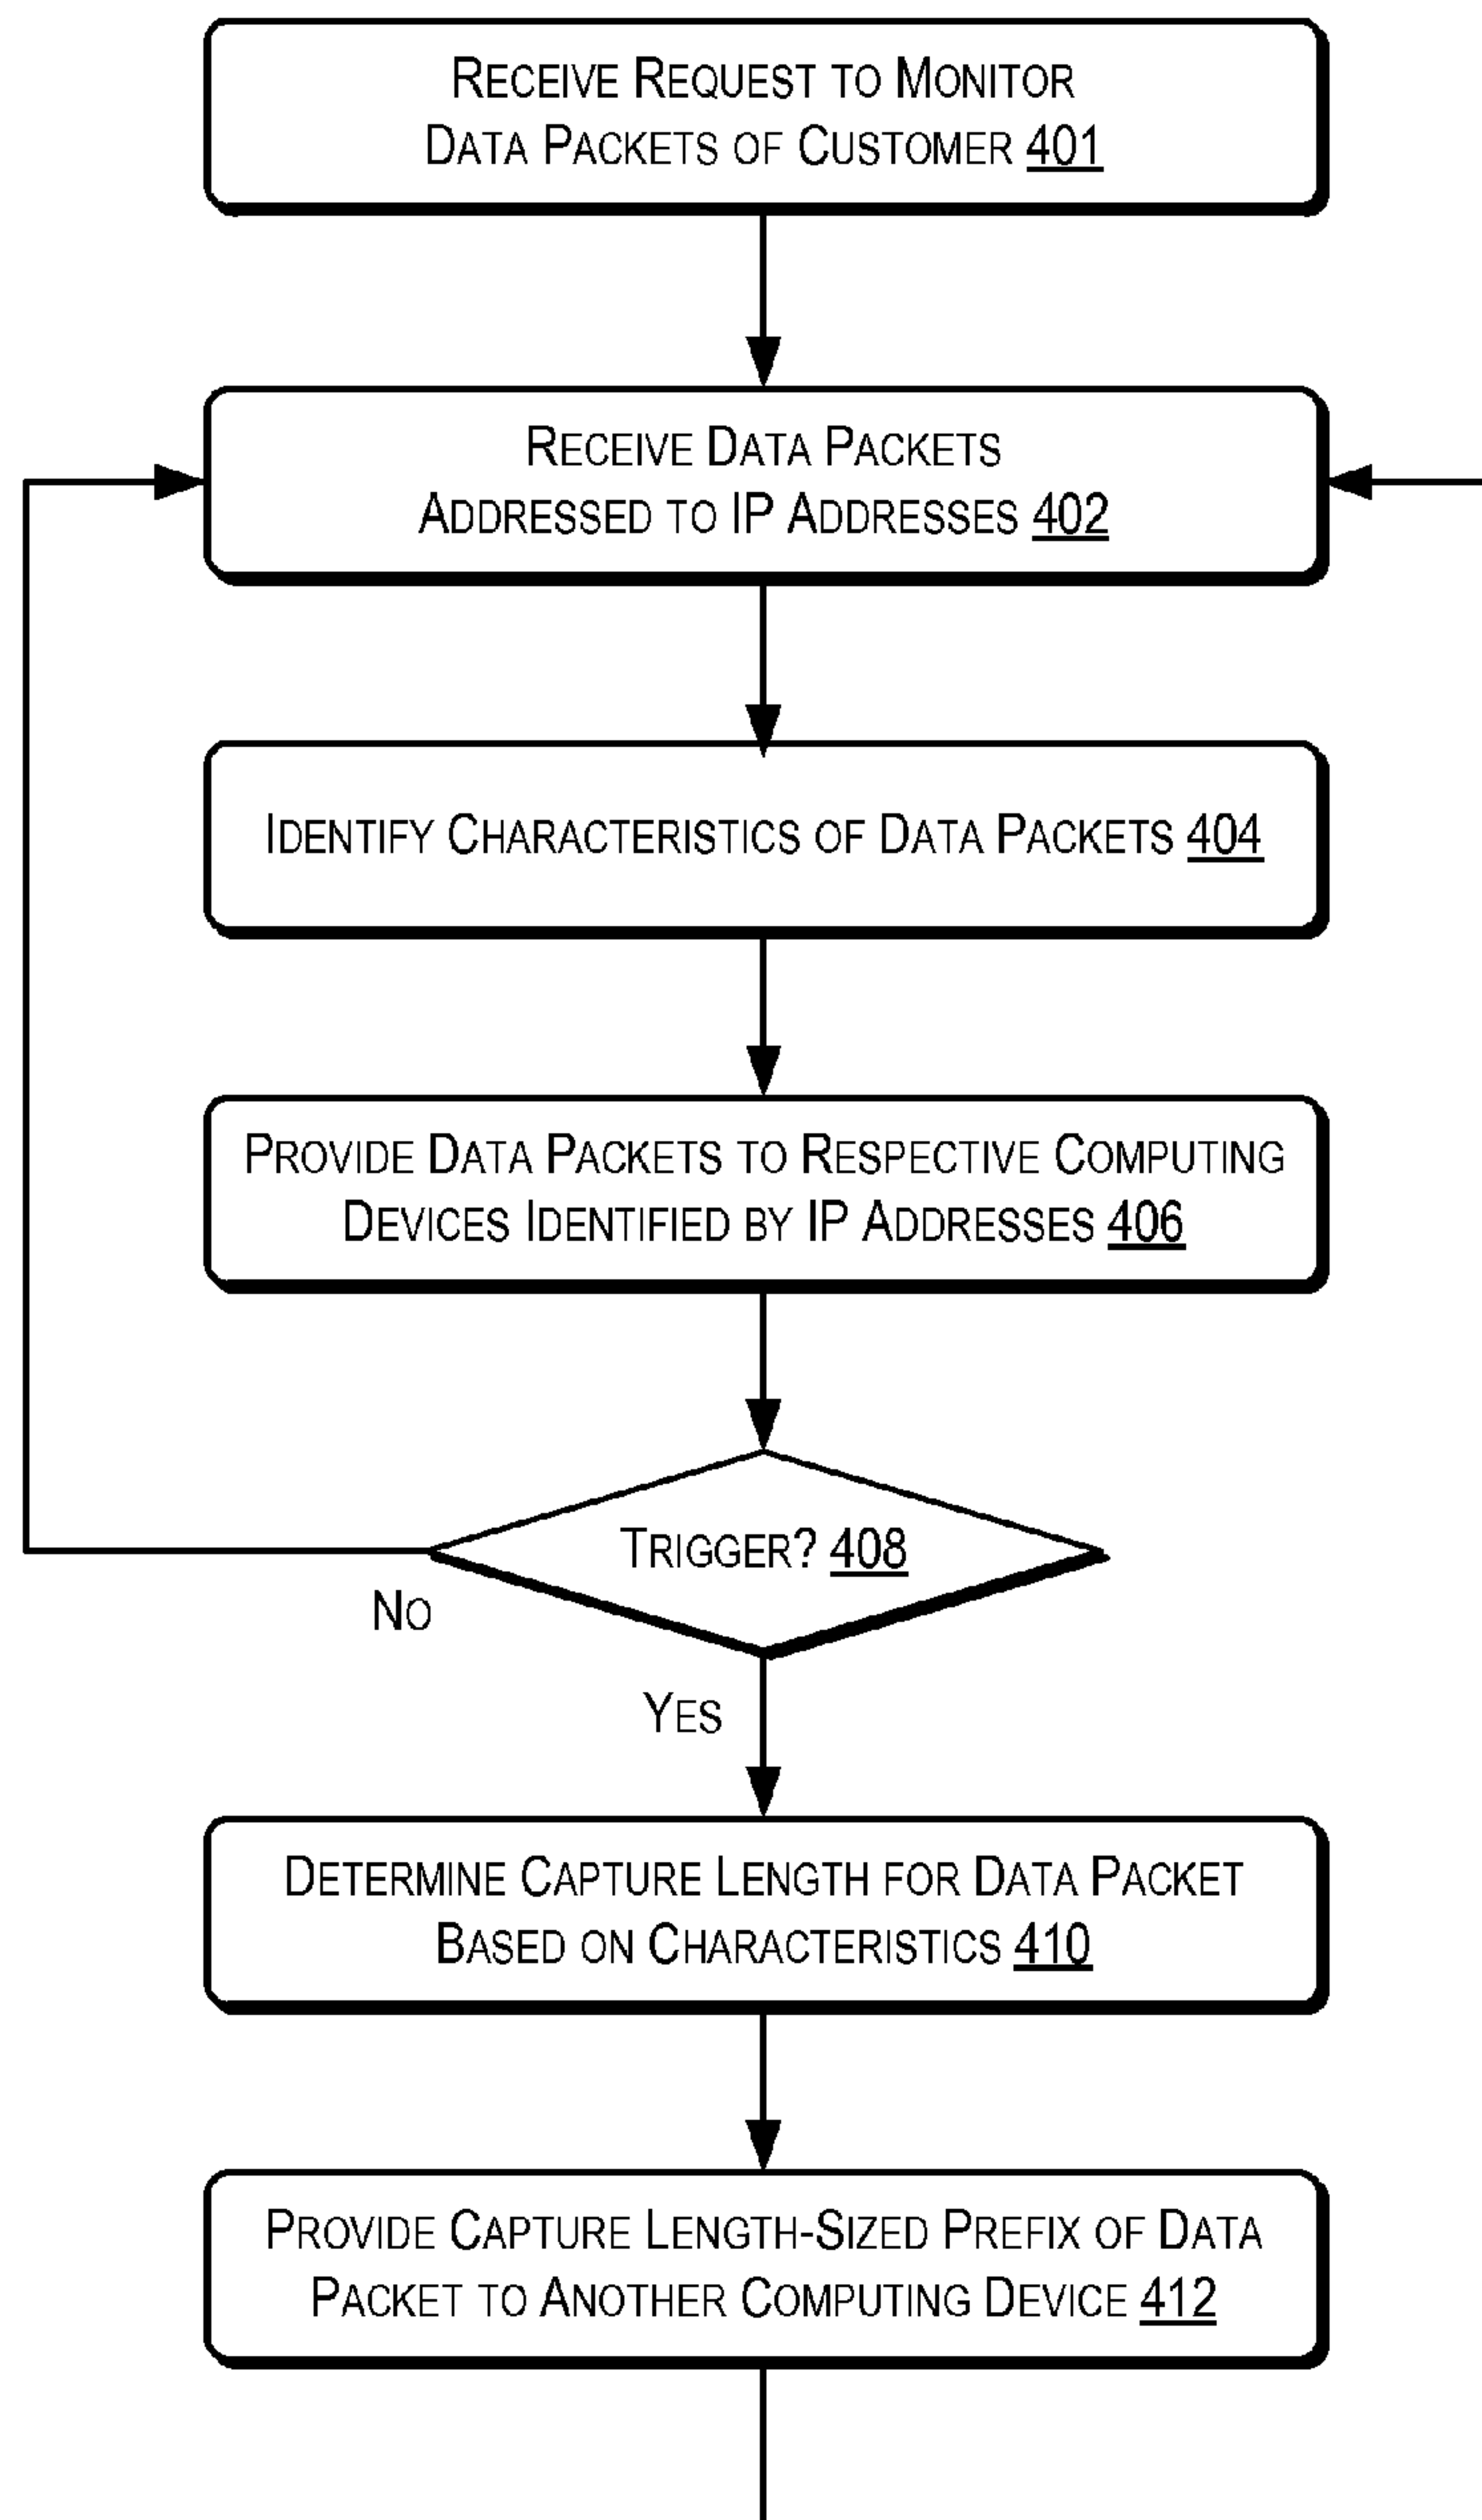 RECEIVE REQUEST TO MONITOR
DATA PACKETS OF CUSTOMER 401
RECEIVE DATA PACKETS
ADDRESSED TO IP ADDRESSES 402
IDENTIFY CHARACTERISTICS OF DATA PACKETS 404
PROVIDE DATA PACKETS TO RESPECTIVE COMPUTING
DEVICES IDENTIFIED BY IP ADDRESSES 406
TRIGGER? 408
NO
YES
DETERMINE CAPTURE LENGTH FOR DATA PACKET
BASED ON CHARACTERISTICS 410
PROVIDE CAPTURE LENGTH-SIZED PREFIX OF DATA
PACKET TO ANOTHER COMPUTING DEVICE 412